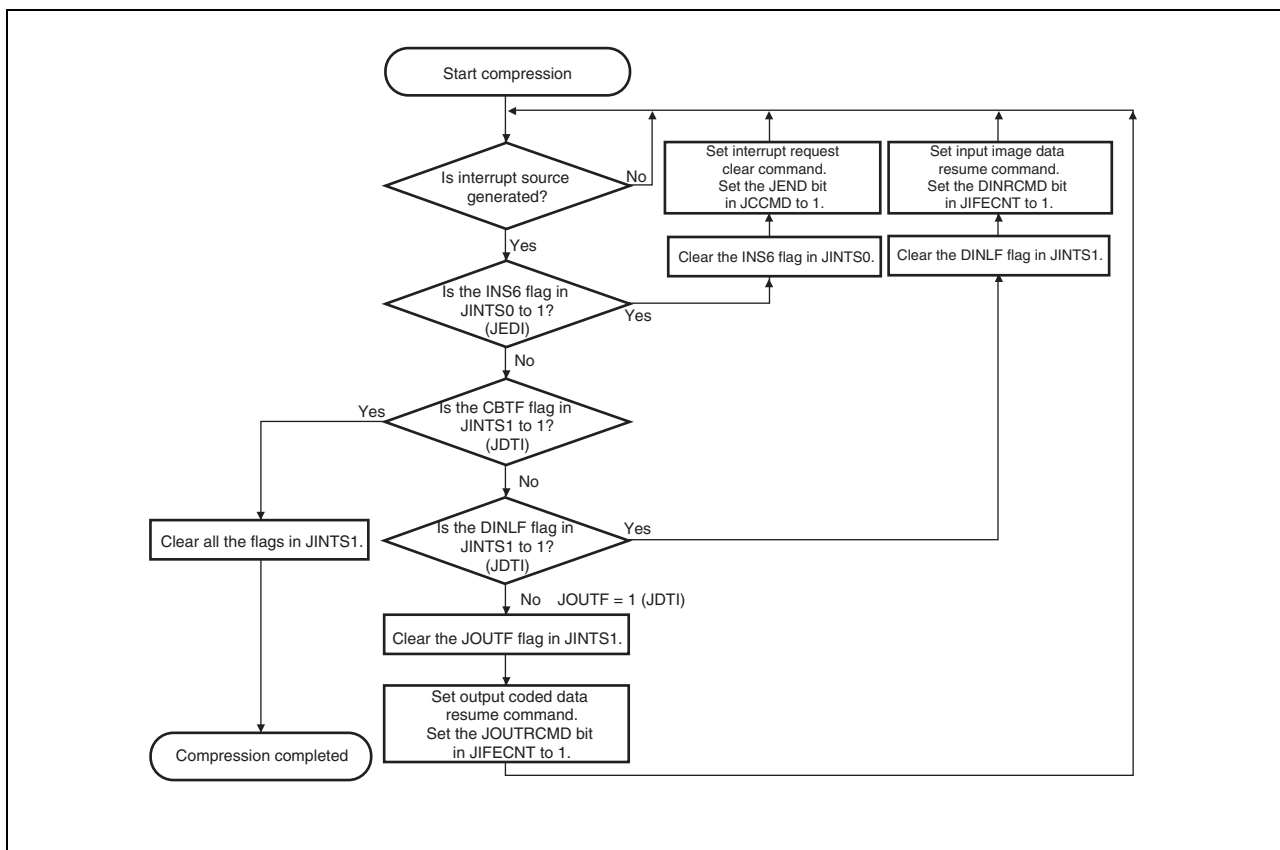 Start compression
Is interrupt source
generated?
No
Set interrupt request
clear command.
Set the JEND bit
in JCCMD to 1.
Set input image data
resume command.
Set the DINRCMD bit
in JIFECNT to 1.
Yes
Clear the INS6 flag in JINTS0.
Clear the DINLF flag in JINTS1.
Is the INS6 flag in
JINTS0 to 1?
(JEDI)
Yes
No
Is the CBTF flag in
JINTS1 to 1?
(JDTI)
Yes
No
Is the DINLF flag in
JINTS1 to 1?
(JDTI)
Yes
Clear all the flags in JINTS1.
No JOUTF = 1 (JDTI)
Clear the JOUTF flag in JINTS1.
Set output coded data
resume command.
Set the JOUTRCMD bit
in JIFECNT to 1.
Compression completed